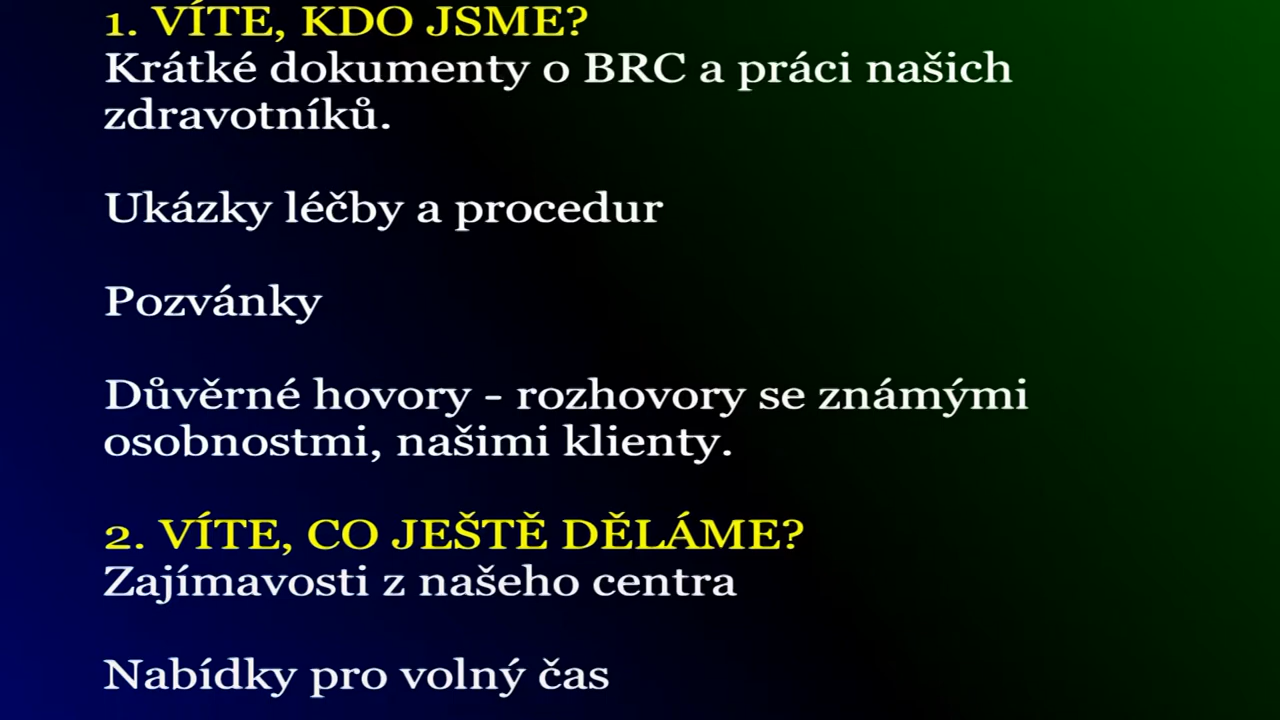 1. VÍTE, KDO JSME?
Krátké dokumenty o BRC a práci našich
zdravotníků.
Ukázky léčby a procedur
Pozvánky
Důvěrné hovory - rozhovory se známými
osobnostmi, našimi klienty.
2. VÍTE, CO JEŠTĚ DĚLÁME?
Zajímavosti z našeho centra
Nabídky pro volný čas